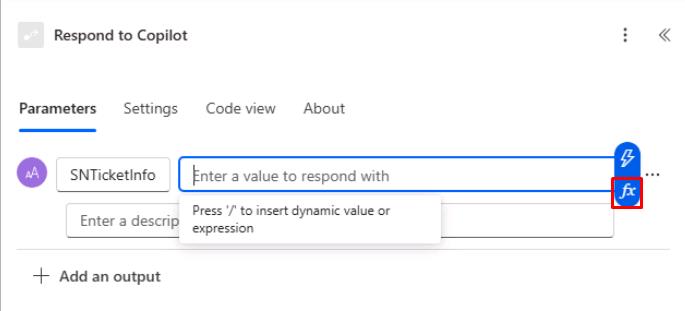 Respond to Copilot
Parameters Settings Code view About
AA SNTicketInfo Enter a value to respond with
fx
Press '/' to insert dynamic value or
expression
Enter a descrip
Add an output